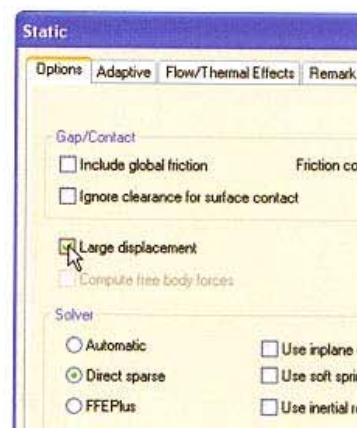 Static
Options Adaptive Flow/Thermal Effects Remark
Gap/Contact
Include global friction Friction co
Ignore clearance for surface contact
Large displacement
Compute free body forces
Solver
Automatic Use inplane
Direct sparse Use soft spri
FFEPlus Use inertial r